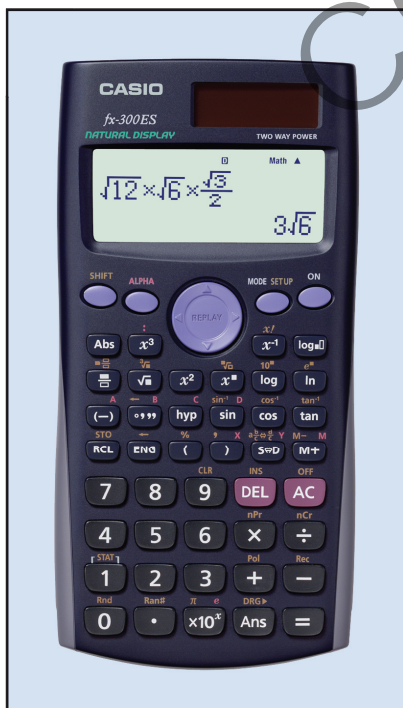 CASIO
fx-300ES
NATURAL DISPLAY TWO WAY POWER
D Math ▲
√12×√6×√3/2
3√6
SHIFT ALPHA MODE SETUP ON
REPLAY
: x!
Abs x³ x⁻¹ log▪▯
³√▪ ˣ√▯ 10▪ e▪
√▪ x² x▪ log ln
A ← B C sin⁻¹ D cos⁻¹ tan⁻¹
(−) °,,, hyp sin cos tan
STO ← % , X a b/c⇔d/c Y M− M
RCL ENG ( ) S⇔D M+
CLR INS OFF
7 8 9 DEL AC
nPr nCr
4 5 6 × ÷
STAT Pol Rec
1 2 3 + −
Rnd Ran# π e DRG▶
0 • ×10ˣ Ans =